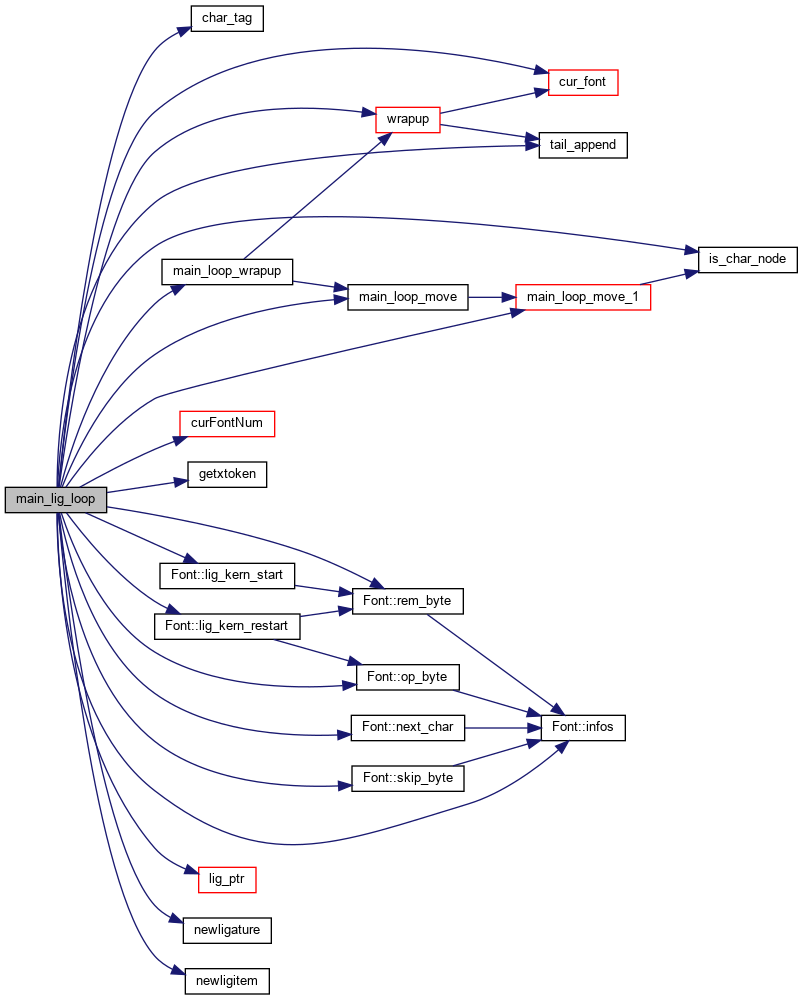 char_tag
cur_font
wrapup
tail_append
is_char_node
main_loop_wrapup
main_loop_move
main_loop_move_1
curFontNum
getxtoken
main_lig_loop
Font::lig_kern_start
Font::rem_byte
Font::lig_kern_restart
Font::op_byte
Font::next_char
Font::infos
Font::skip_byte
lig_ptr
newligature
newligitem